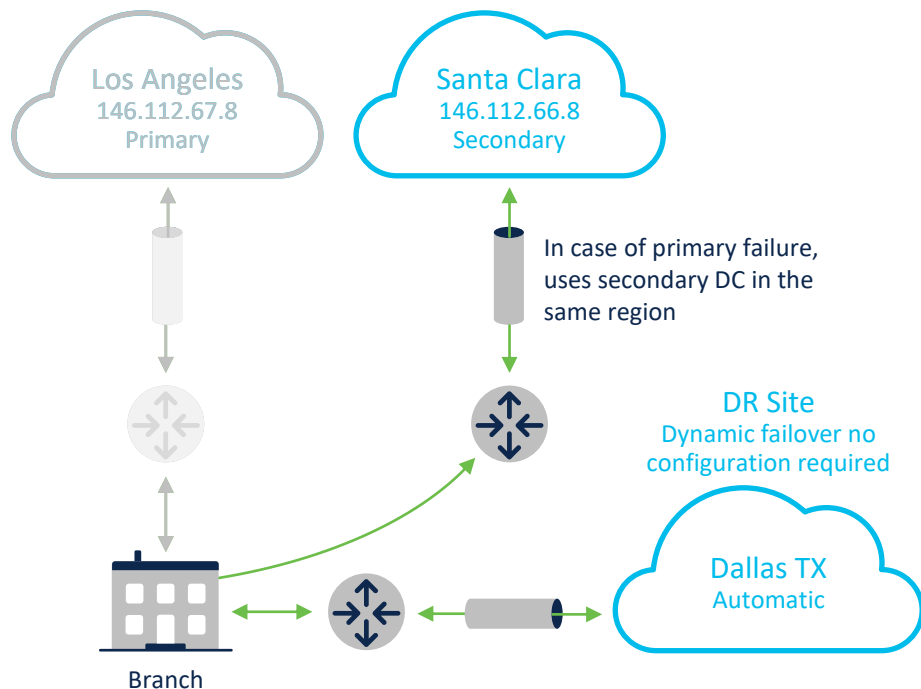 Los Angeles
146.112.67.8
Primary
Santa Clara
146.112.66.8
Secondary
In case of primary failure,
uses secondary DC in the
same region
DR Site
Dynamic failover no
configuration required
Dallas TX
Automatic
Branch